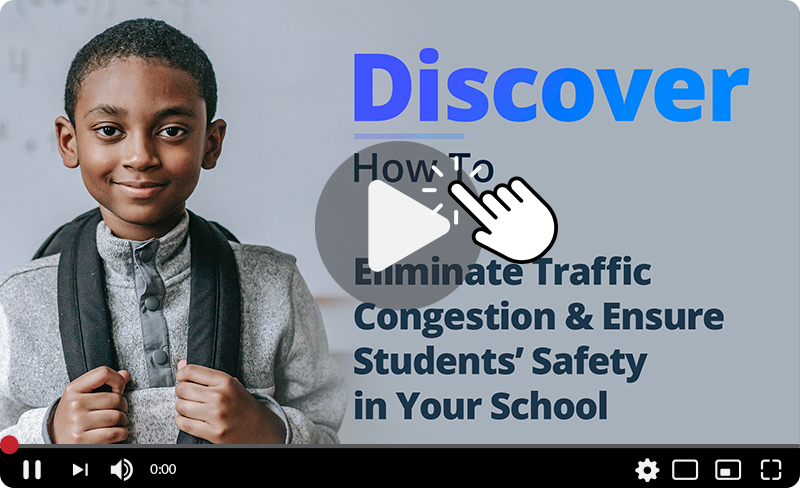 Discover
How To
Eliminate Traffic
Congestion & Ensure
Students’ Safety
in Your School
0:00